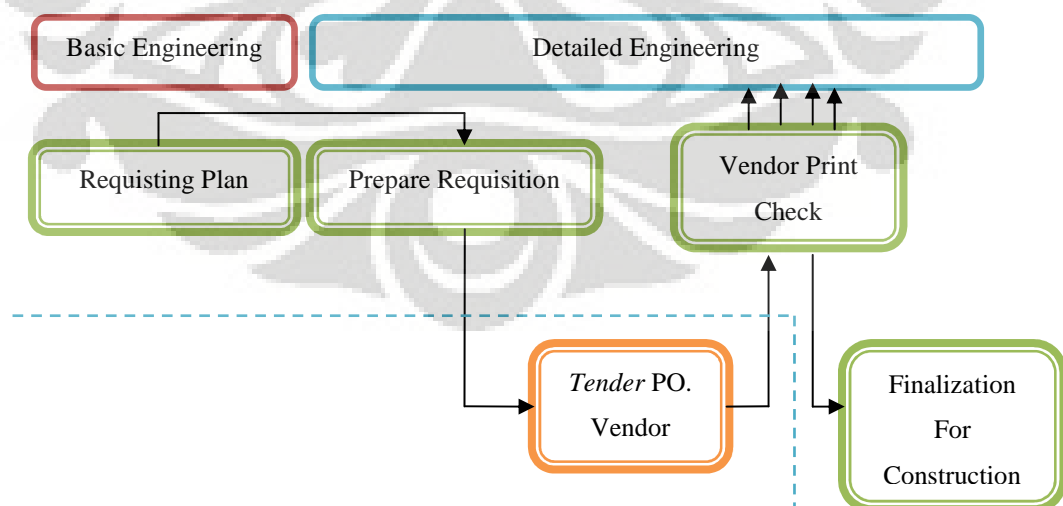 Basic Engineering
Detailed Engineering
Requisting Plan
Prepare Requisition
Vendor Print
Check
Tender PO.
Vendor
Finalization
For
Construction